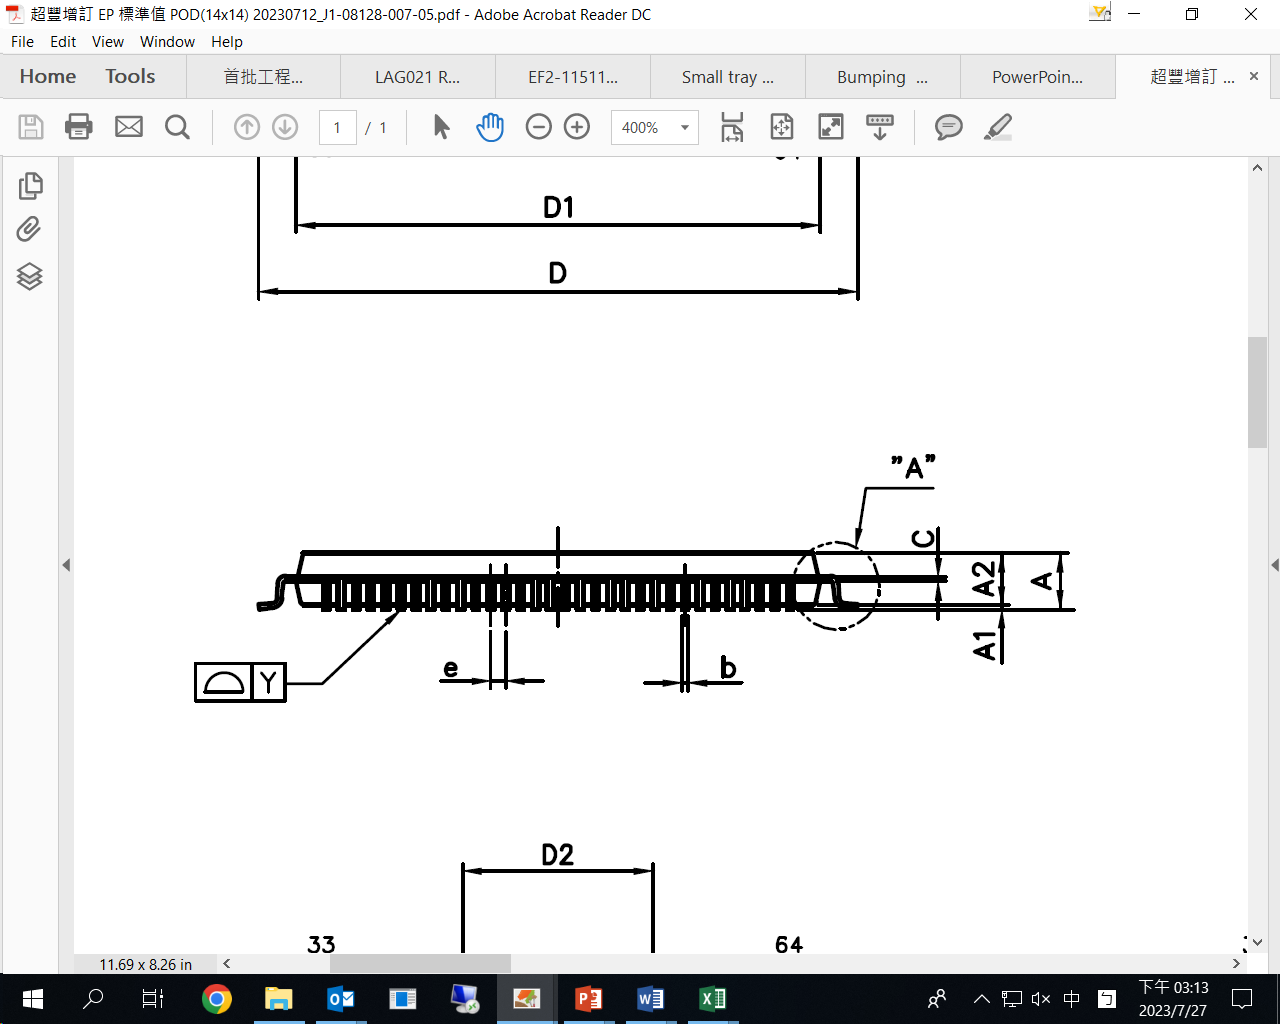 超豐增訂 EP 標準值 POD(14x14) 20230712_J1-08128-007-05.pdf - Adobe Acrobat Reader DC
File Edit View Window Help
Home Tools 首批工程... LAG021 R... EF2-11511... Small tray ... Bumping ... PowerPoin... 超豐增訂 ...
1 / 1 400%
D1
D
"A"
C
A2
A
A1
e
b
Y
D2
33
64
11.69 x 8.26 in
中
下午 03:13
2023/7/27